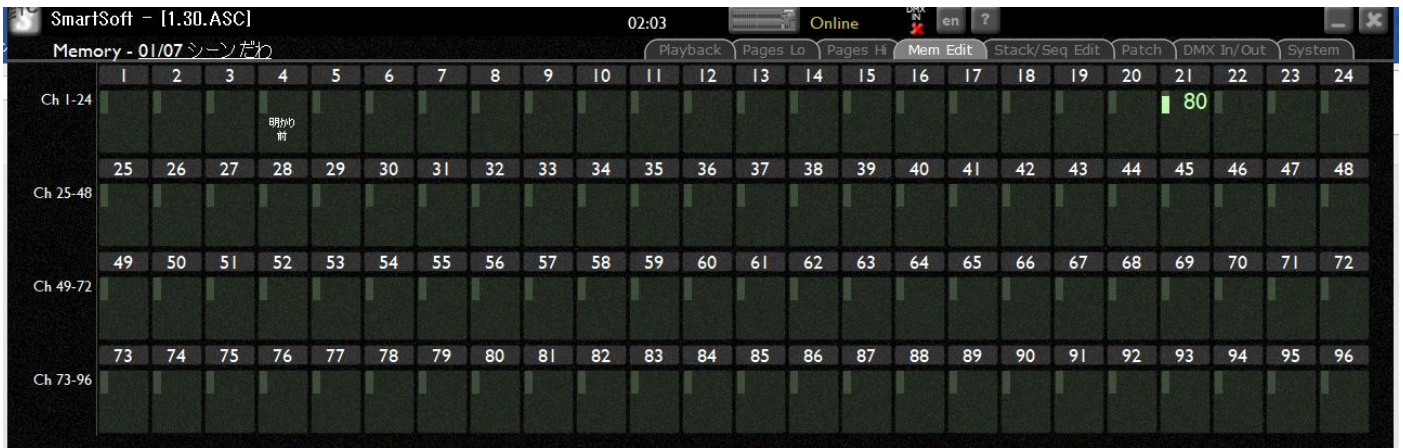 ETC SmartSoft - [1.30.ASC] 02:03 Online DMX IN en ?
Memory - 01/07 シーンだわ Playback Pages Lo Pages Hi Mem Edit Stack/Seq Edit Patch DMX In/Out System
1 2 3 4 5 6 7 8 9 10 11 12 13 14 15 16 17 18 19 20 21 22 23 24
Ch 1-24 80
明かり
前
25 26 27 28 29 30 31 32 33 34 35 36 37 38 39 40 41 42 43 44 45 46 47 48
Ch 25-48
49 50 51 52 53 54 55 56 57 58 59 60 61 62 63 64 65 66 67 68 69 70 71 72
Ch 49-72
73 74 75 76 77 78 79 80 81 82 83 84 85 86 87 88 89 90 91 92 93 94 95 96
Ch 73-96